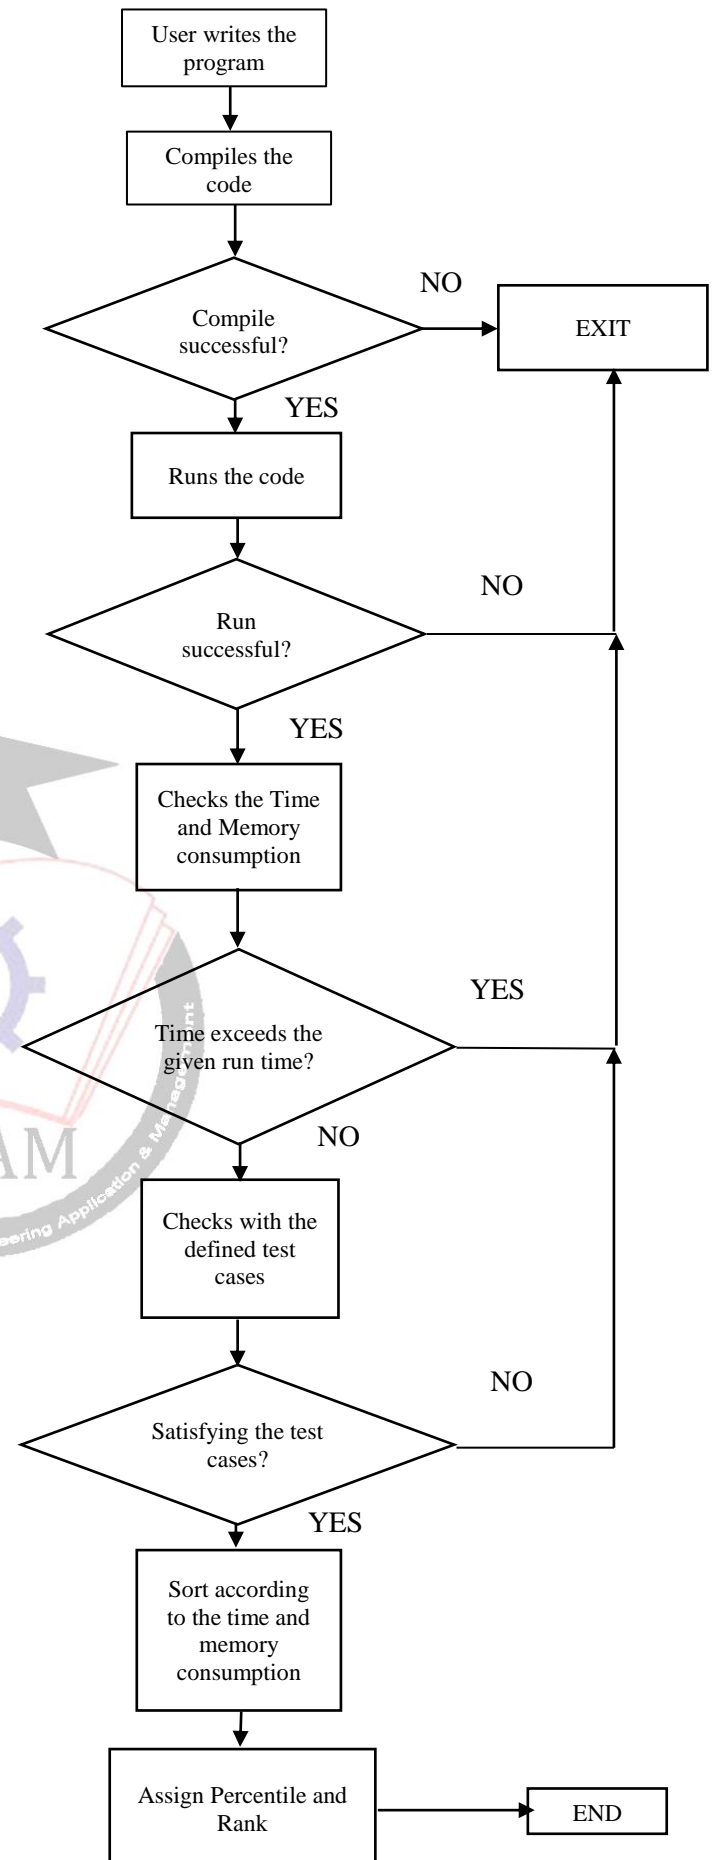 User writes the
program
Compiles the
code
NO
Compile
successful?
EXIT
YES
Runs the code
NO
Run
successful?
YES
Checks the Time
and Memory
consumption
YES
Time exceeds the
given run time?
NO
Checks with the
defined test
cases
NO
Satisfying the test
cases?
YES
Sort according
to the time and
memory
consumption
Assign Percentile and
Rank
END
AM
Application & Management